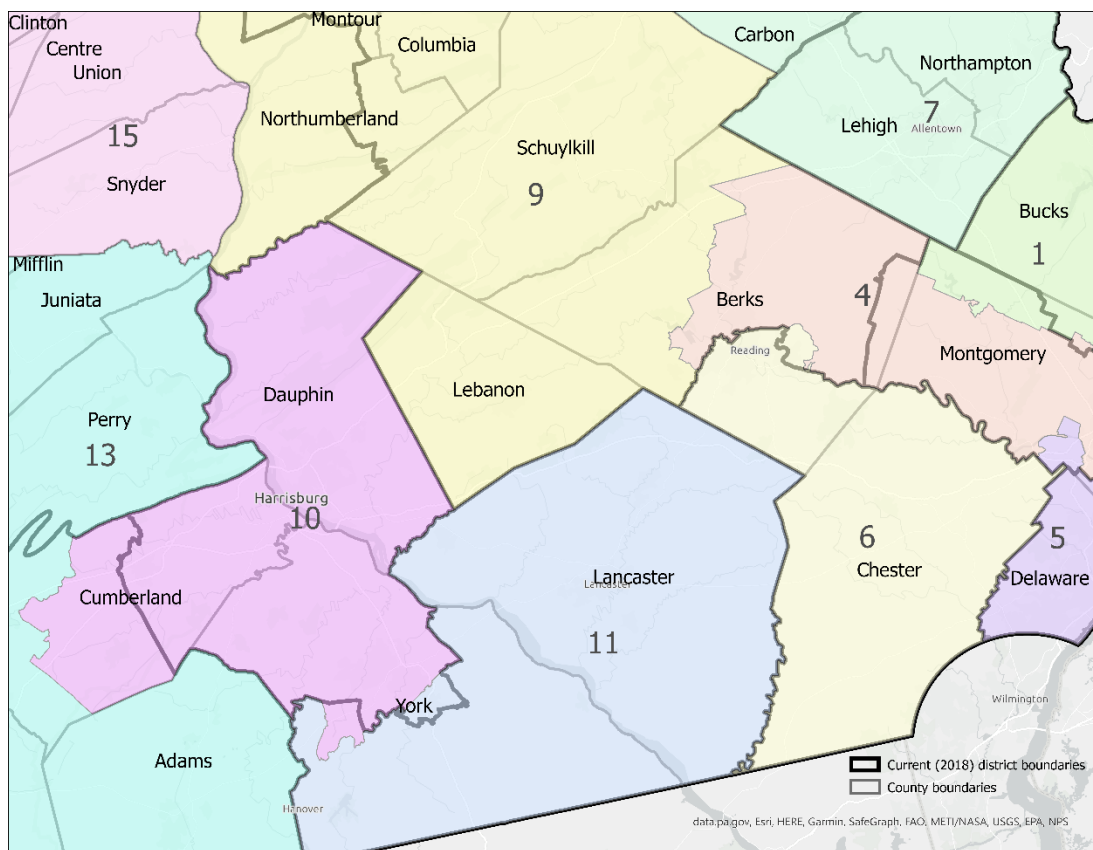 Clinton
Montour
Carbon
Centre
Columbia
Union
Northampton
Northumberland
7
Lehigh
Allentown
15
Schuylkill
Snyder
9
Bucks
1
Mifflin
Juniata
Berks
4
Reading
Montgomery
Dauphin
Lebanon
Perry
13
Harrisburg
10
6
5
Chester
Lancaster
Lancaster
Delaware
Cumberland
11
York
Wilmington
Adams
Hanover
Current (2018) district boundaries
County boundaries
data.pa.gov, Esri, HERE, Garmin, SafeGraph, FAO, METI/NASA, USGS, EPA, NPS